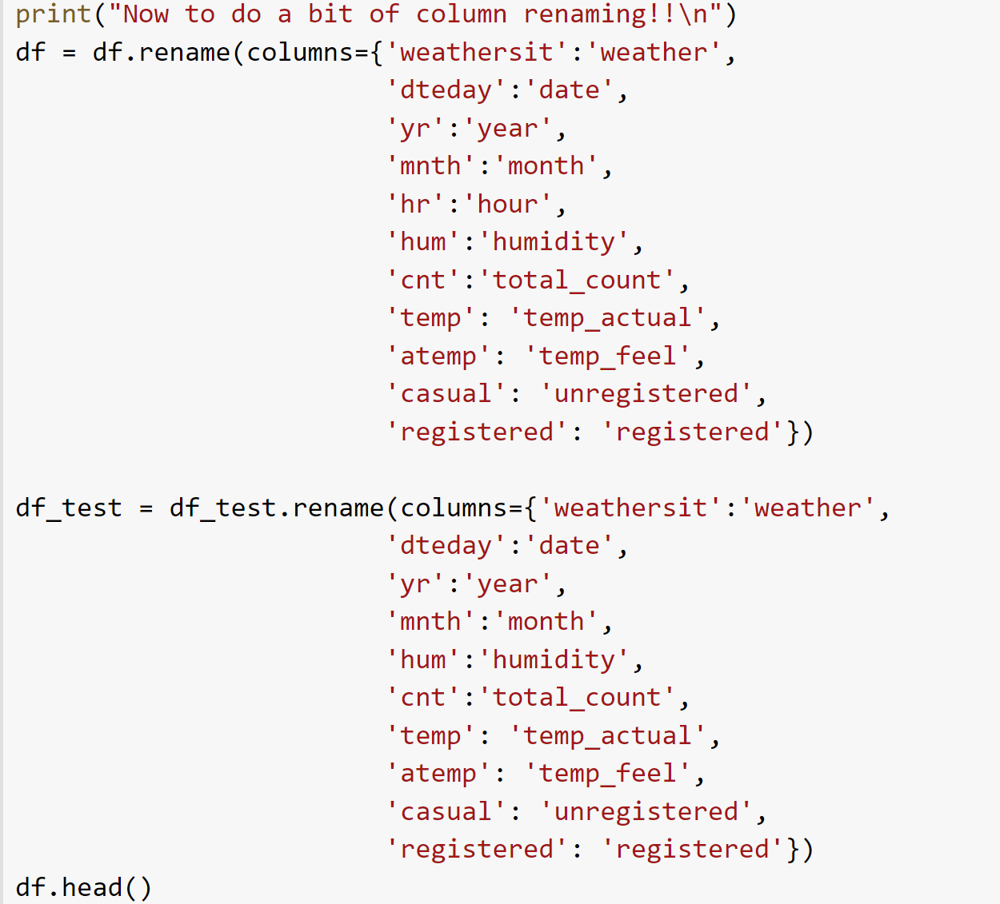 print("Now to do a bit of column renaming!!\n")
df = df.rename(columns={'weathersit':'weather',
                        'dteday':'date',
                        'yr':'year',
                        'mnth':'month',
                        'hr':'hour',
                        'hum':'humidity',
                        'cnt':'total_count',
                        'temp': 'temp_actual',
                        'atemp': 'temp_feel',
                        'casual': 'unregistered',
                        'registered': 'registered'})

df_test = df_test.rename(columns={'weathersit':'weather',
                        'dteday':'date',
                        'yr':'year',
                        'mnth':'month',
                        'hum':'humidity',
                        'cnt':'total_count',
                        'temp': 'temp_actual',
                        'atemp': 'temp_feel',
                        'casual': 'unregistered',
                        'registered': 'registered'})
df.head()